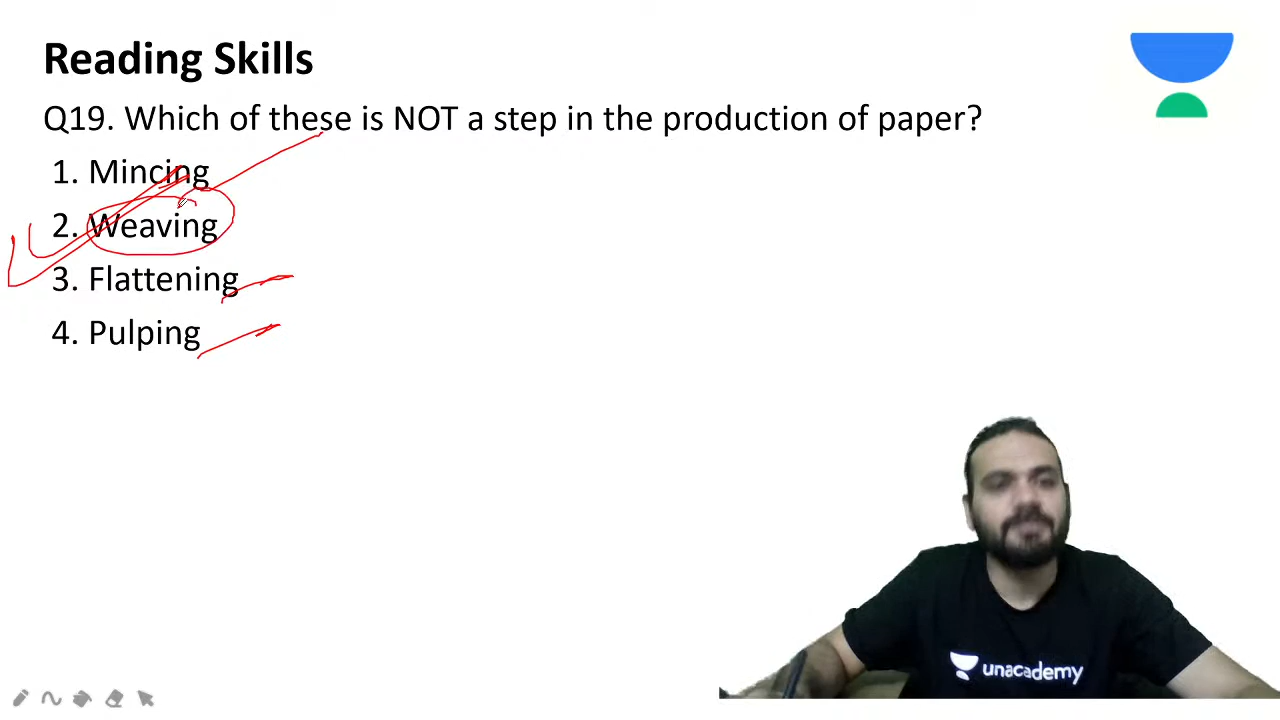 Reading Skills
Q19. Which of these is NOT a step in the production of paper?
1. Mincing
2. Weaving
3. Flattening
4. Pulping
unacademy